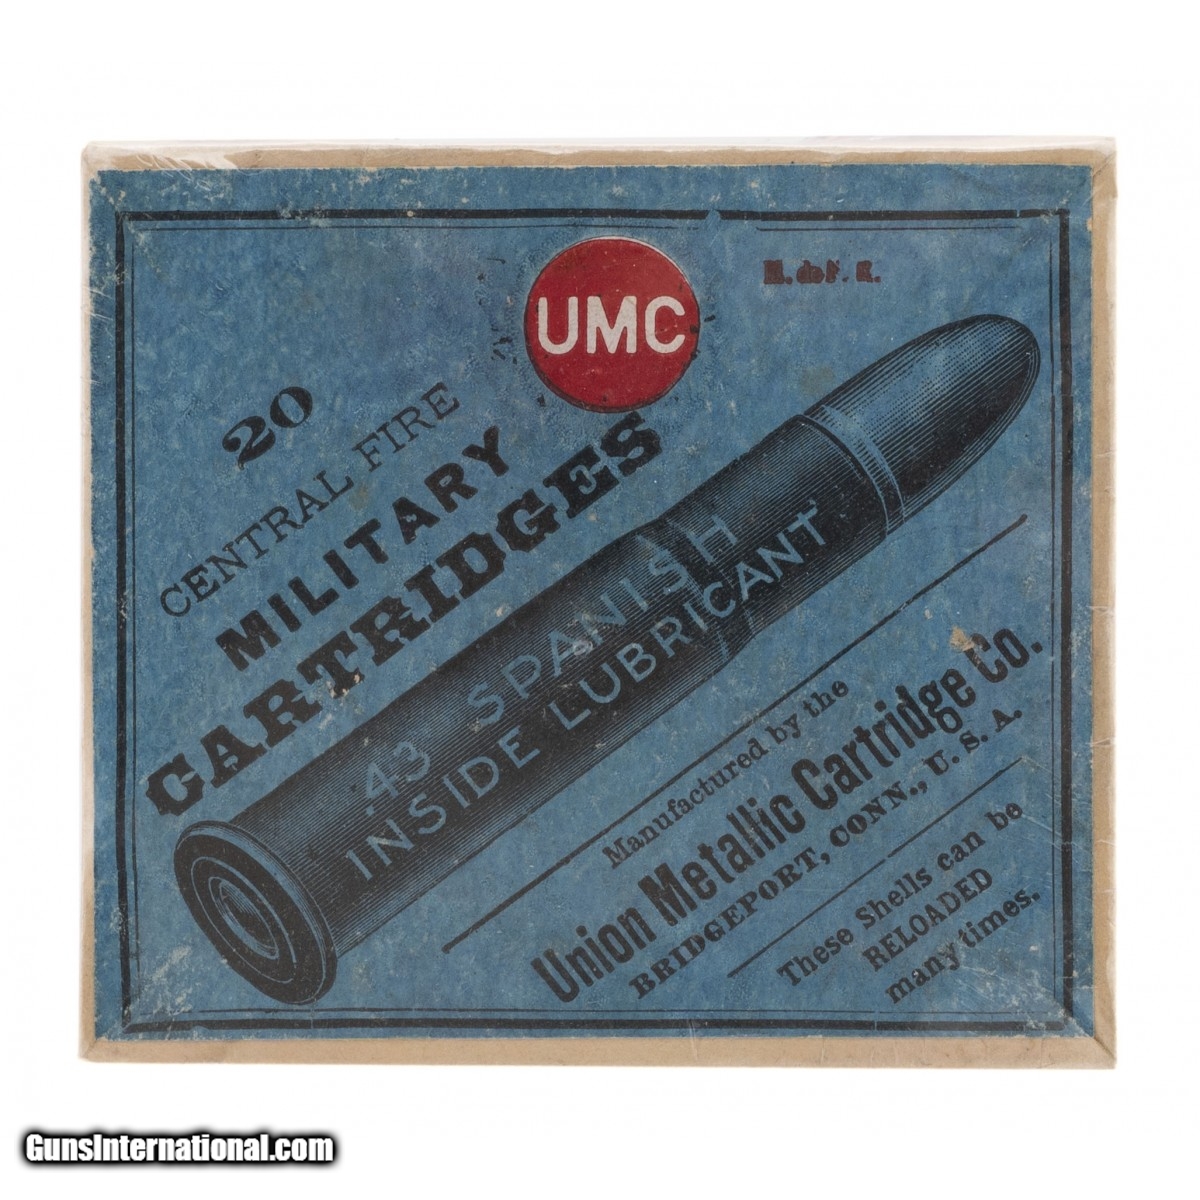 UMC
20
CENTRAL FIRE
MILITARY
CARTRIDGES
.43 SPANISH
INSIDE LUBRICANT
Manufactured by the
Union Metallic Cartridge Co.
BRIDGEPORT, CONN., U. S. A.
These Shells can be
RELOADED
many times.
GunsInternational.com